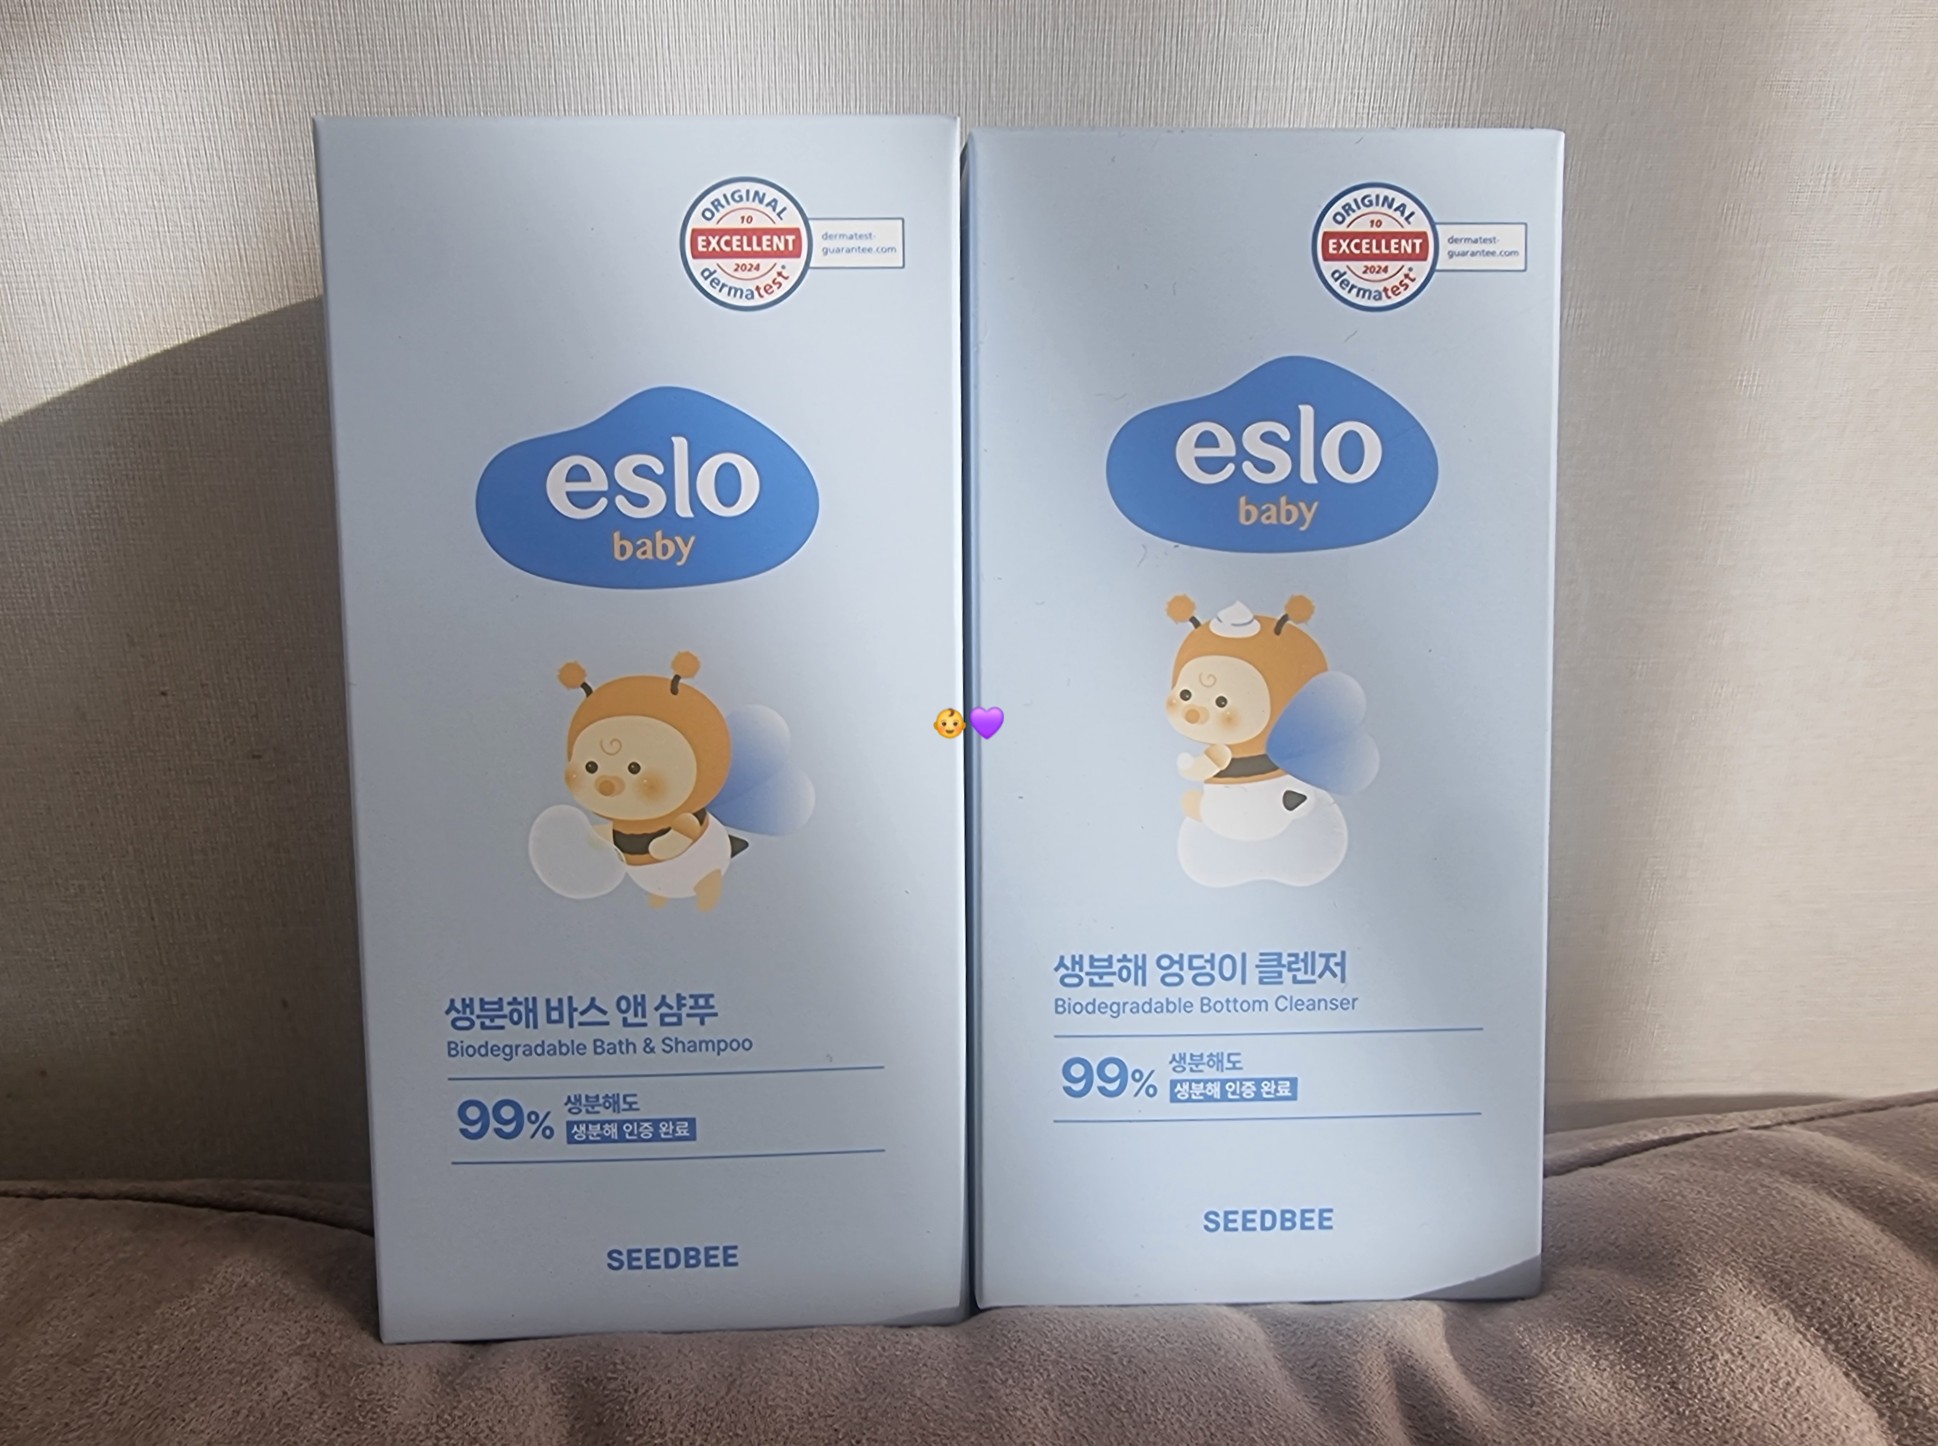 ORIGINAL
10
EXCELLENT
2024
dermatest®
dermatest-
guarantee.com
eslo
baby
생분해 바스 앤 샴푸
Biodegradable Bath & Shampoo
99% 생분해도
생분해 인증 완료
SEEDBEE
ORIGINAL
10
EXCELLENT
2024
dermatest®
dermatest-
guarantee.com
eslo
baby
생분해 엉덩이 클렌저
Biodegradable Bottom Cleanser
99% 생분해도
생분해 인증 완료
SEEDBEE